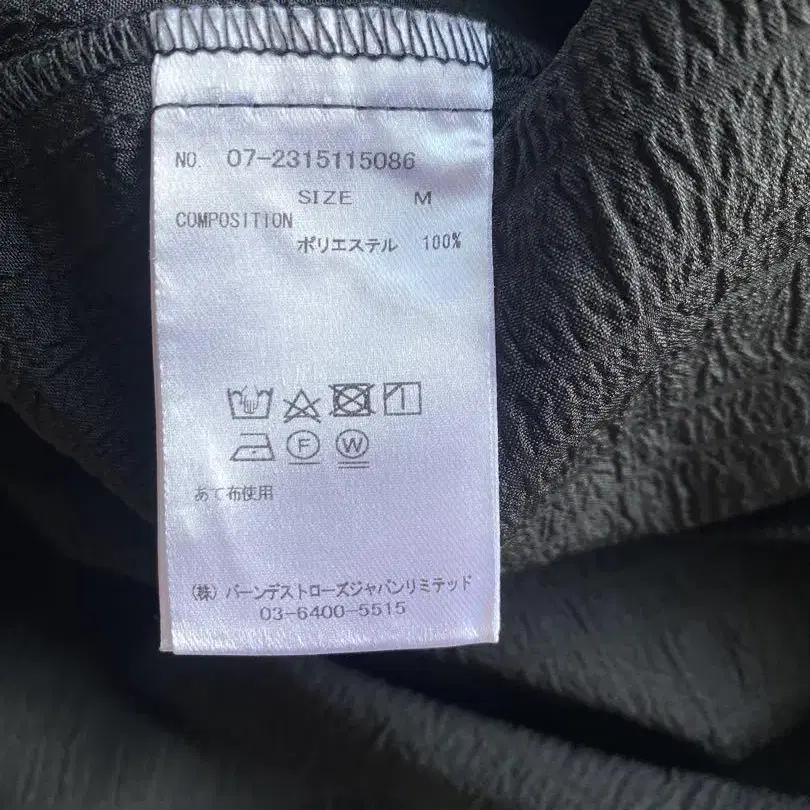 NO. 07-2315115086
SIZE M
COMPOSITION
ポリエステル 100%
F W
あて布使用
(株) バーンデストローズジャパンリミテッド
03-6400-5515